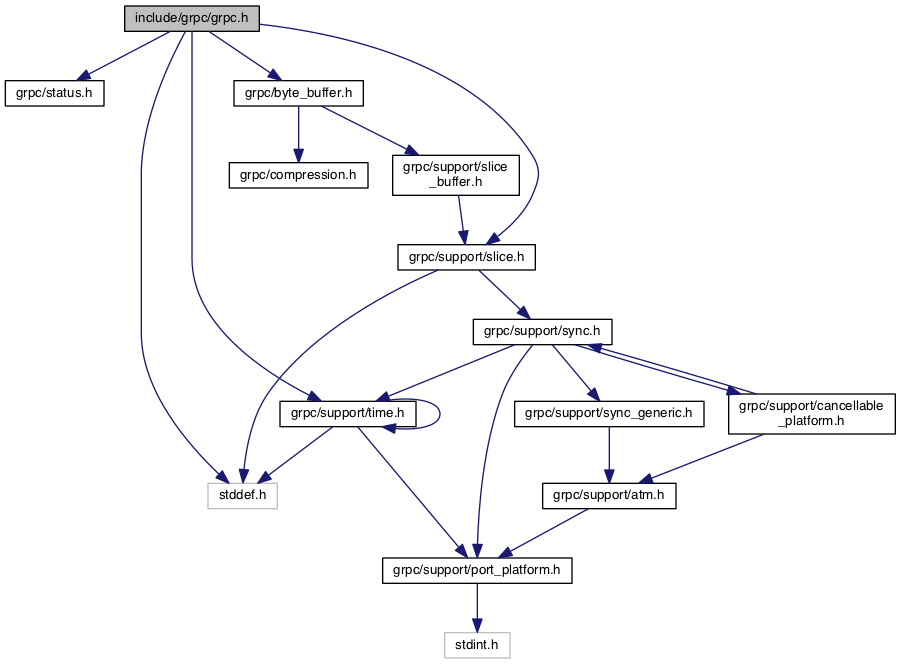 include/grpc/grpc.h
grpc/status.h
grpc/byte_buffer.h
grpc/compression.h
grpc/support/slice
_buffer.h
grpc/support/slice.h
grpc/support/sync.h
grpc/support/time.h
grpc/support/sync_generic.h
grpc/support/cancellable
_platform.h
stddef.h
grpc/support/atm.h
grpc/support/port_platform.h
stdint.h